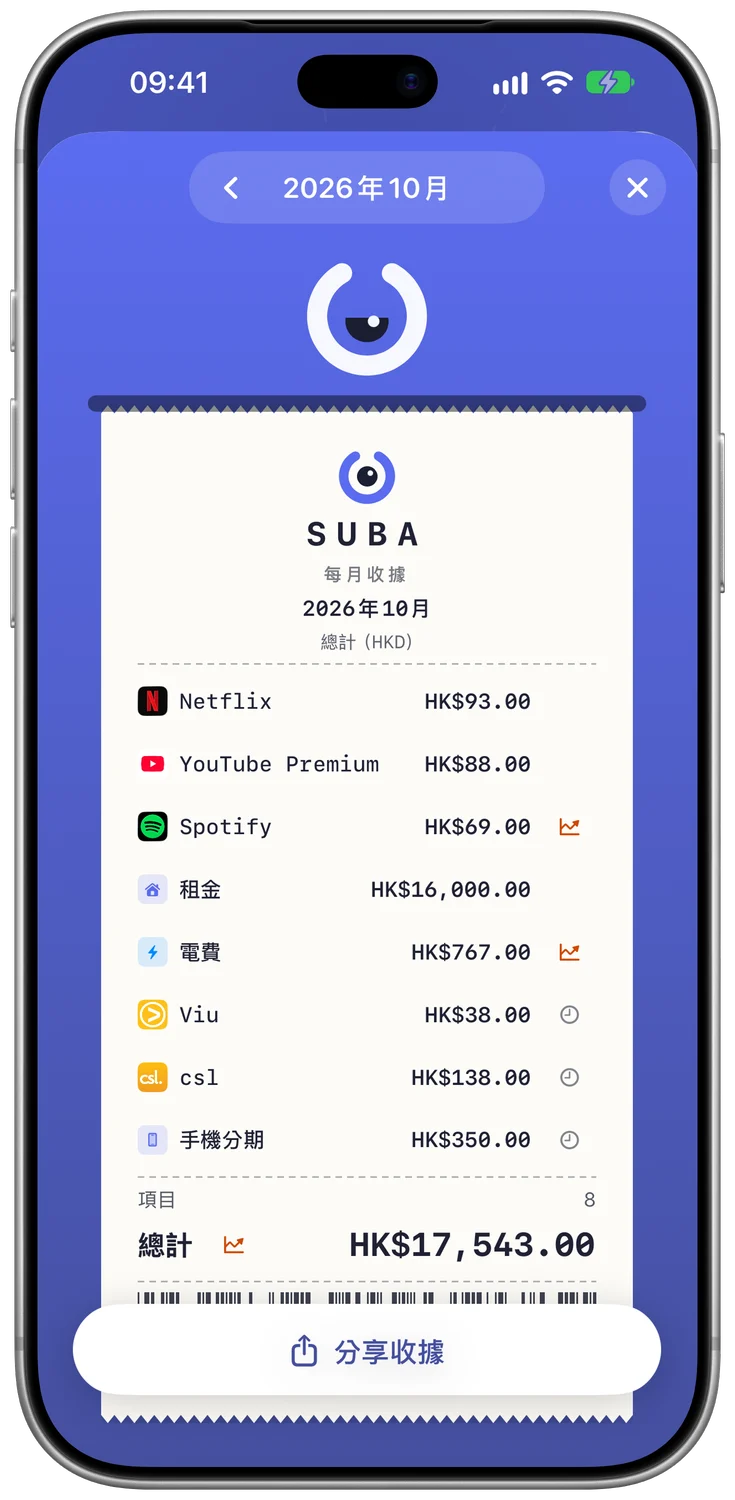 09:41
2026年10月
SUBA
每月收據
2026年10月
總計（HKD）
Netflix HK$93.00
YouTube Premium HK$88.00
Spotify HK$69.00
租金 HK$16,000.00
電費 HK$767.00
Viu HK$38.00
csl. csl HK$138.00
手機分期 HK$350.00
項目 8
總計 HK$17,543.00
分享收據